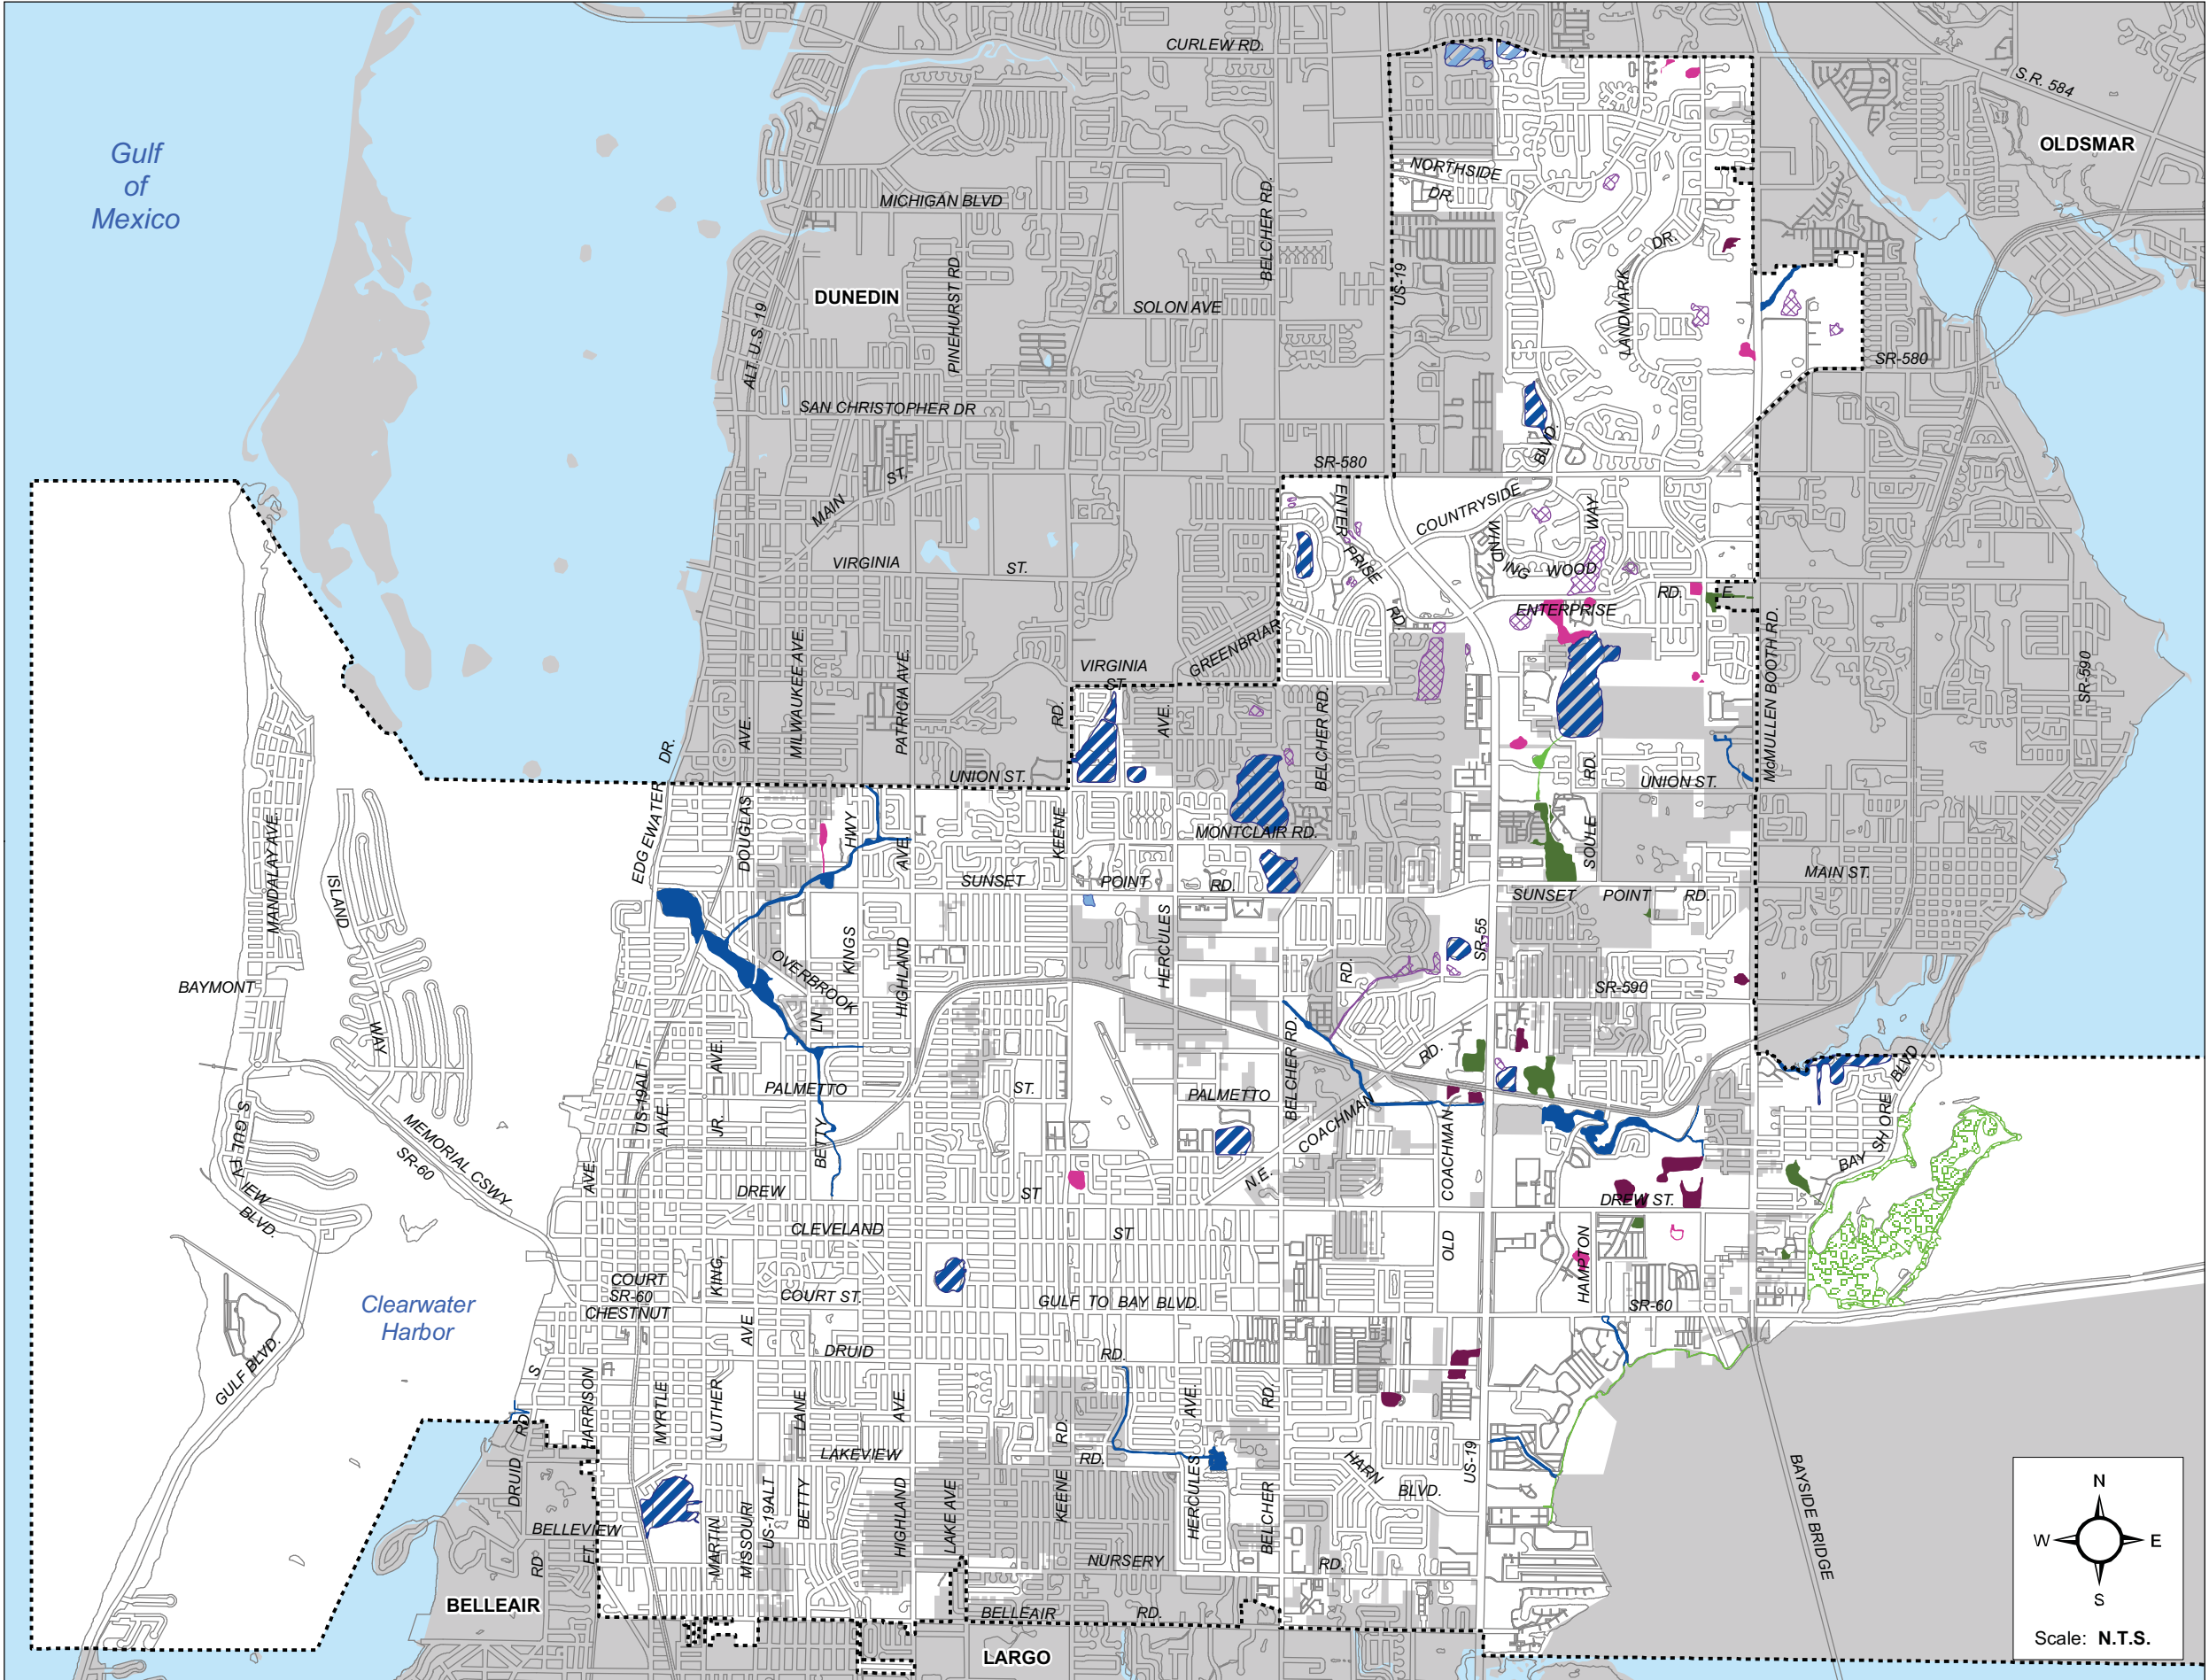 CURLEW RD.
S.R. 584
OLDSMAR
Gulf
of
Mexico
NORTHSIDE
DR.
MICHIGAN BLVD
BELCHER RD.
DR.
US-19
LANDMARK
PINEHURST RD
DUNEDIN
SOLON AVE
ALT U.S. 19
SR-580
SAN CHRISTOPHER DR
BLVD.
SR-580
MAIN
ST.
ENTER
PRISE
RD.
COUNTRYSIDE
WAY
WIND
ING
WOOD
VIRGINIA
ST.
RD.
E.
ENTERPRISE
McMULLEN BOOTH RD.
GREENBRIAR
VIRGINIA
ST.
MILWAUKEE AVE.
PATRICIA AVE.
SR-590
RD.
AVE.
AVE.
BELCHER RD.
DR.
UNION ST.
RD.
UNION ST.
EDGEWATER
DOUGLAS
HWY
AVE.
KEENE
MONTCLAIR RD.
SOULE
MANDALAY AVE.
ISLAND
SUNSET
POINT
RD.
MAIN ST.
SUNSET
POINT
RD.
HERCULES
SR-55
KINGS
HIGHLAND
OVERBROOK
RD.
BAYMONT
SR-590
WAY
LN
AVE.
BELCHER RD.
RD.
US-19ALT
AVE.
JR.
PALMETTO
ST.
PALMETTO
BLVD
S GULFV
IEW
BLVD.
MEMORIAL CSWY
SR-60
BETTY
COACHMAN
N.E.
COACHMAN
BAY
SHORE
AVE.
DREW
ST
DREW ST.
CLEVELAND
ST
OLD
HAMPTON
KING,
COURT
SR-60
CHESTNUT
COURT ST.
GULF TO BAY BLVD.
SR-60
Clearwater
Harbor
AVE
DRUID
RD.
GULF BLVD.
S
HARRISON
MYRTLE
LUTHER
LANE
AVE.
RD.
AVE.
RD.
RD.
LAKEVIEW
RD.
HARN
BLVD.
US-19
BAYSIDE BRIDGE
DRUID
MARTIN
MISSOURI
US-19ALT
BETTY
HIGHLAND
LAKE AVE
KEENE
HERCULES
BELCHER
BELLEVIEW
RD
FT.
NURSERY
RD.
BELLEAIR
BELLEAIR
RD.
LARGO
N
W
E
S
Scale: N.T.S.